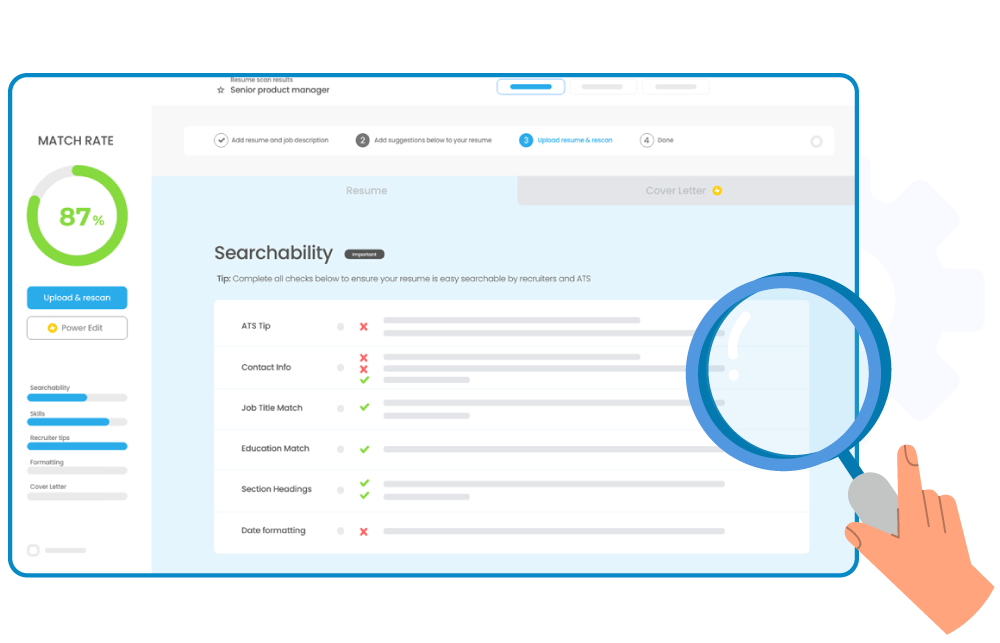 Resume scan results
Senior product manager
MATCH RATE
87%
Upload & rescan
Power Edit
Searchability
Skills
Recruiter tips
Formatting
Cover Letter
Add resume and job description
2 Add suggestions below to your resume
3 Upload resume & rescan
4 Done
Resume
Cover Letter
Searchability
Important
Tip: Complete all checks below to ensure your resume is easy searchable by recruiters and ATS
ATS Tip
Contact Info
Job Title Match
Education Match
Section Headings
Date formatting